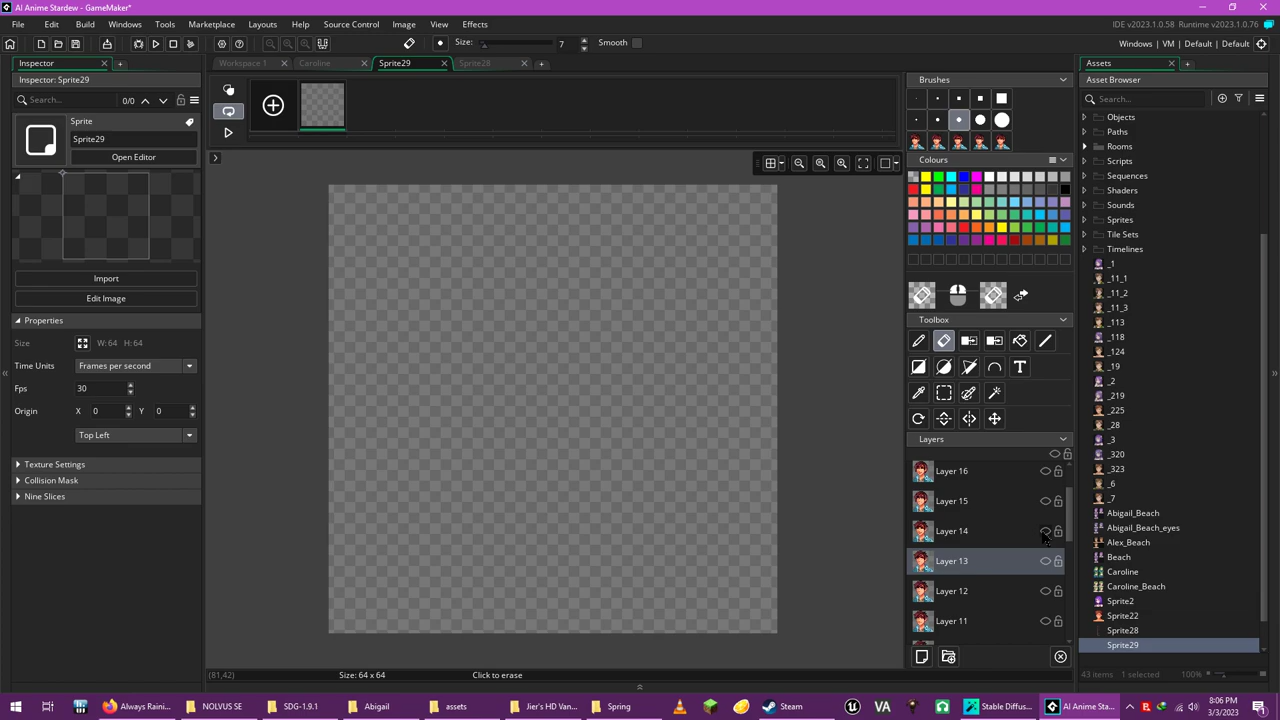 AI Anime Stardew - GameMaker*
File Edit Build Windows Tools Marketplace Layouts Help Source Control Image View Effects
IDE v2023.1.0.58 Runtime v2023.1.0.76
Size: 7 Smooth
Windows | VM | Default | Default
Inspector
Workspace 1 Caroline Sprite29 Sprite28
Assets
Inspector: Sprite29
Search... 0/0
Sprite
Sprite29
Open Editor
Import
Edit Image
Properties
Size W:64 H:64
Time Units Frames per second
Fps 30
Origin X 0 Y 0
Top Left
Texture Settings
Collision Mask
Nine Slices
(81,42) Size: 64 x 64 Click to erase
Brushes
Colours
Toolbox
T
Layers
Layer 16
Layer 15
Layer 14
Layer 13
Layer 12
Layer 11
Asset Browser
Search...
Objects
Paths
Rooms
Scripts
Sequences
Shaders
Sounds
Sprites
Tile Sets
Timelines
_1
_11_1
_11_2
_11_3
_113
_118
_124
_19
_2
_219
_225
_28
_3
_320
_323
_6
_7
Abigail_Beach
Abigail_Beach_eyes
Alex_Beach
Beach
Caroline
Caroline_Beach
Sprite2
Sprite22
Sprite28
Sprite29
43 items 1 selected 100%
Always Raini... NOLVUS SE SDG-1.9.1 Abigail assets Jier's HD Van... Spring Steam VA Stable Diffus... AI Anime Sta...
8:06 PM
3/3/2023